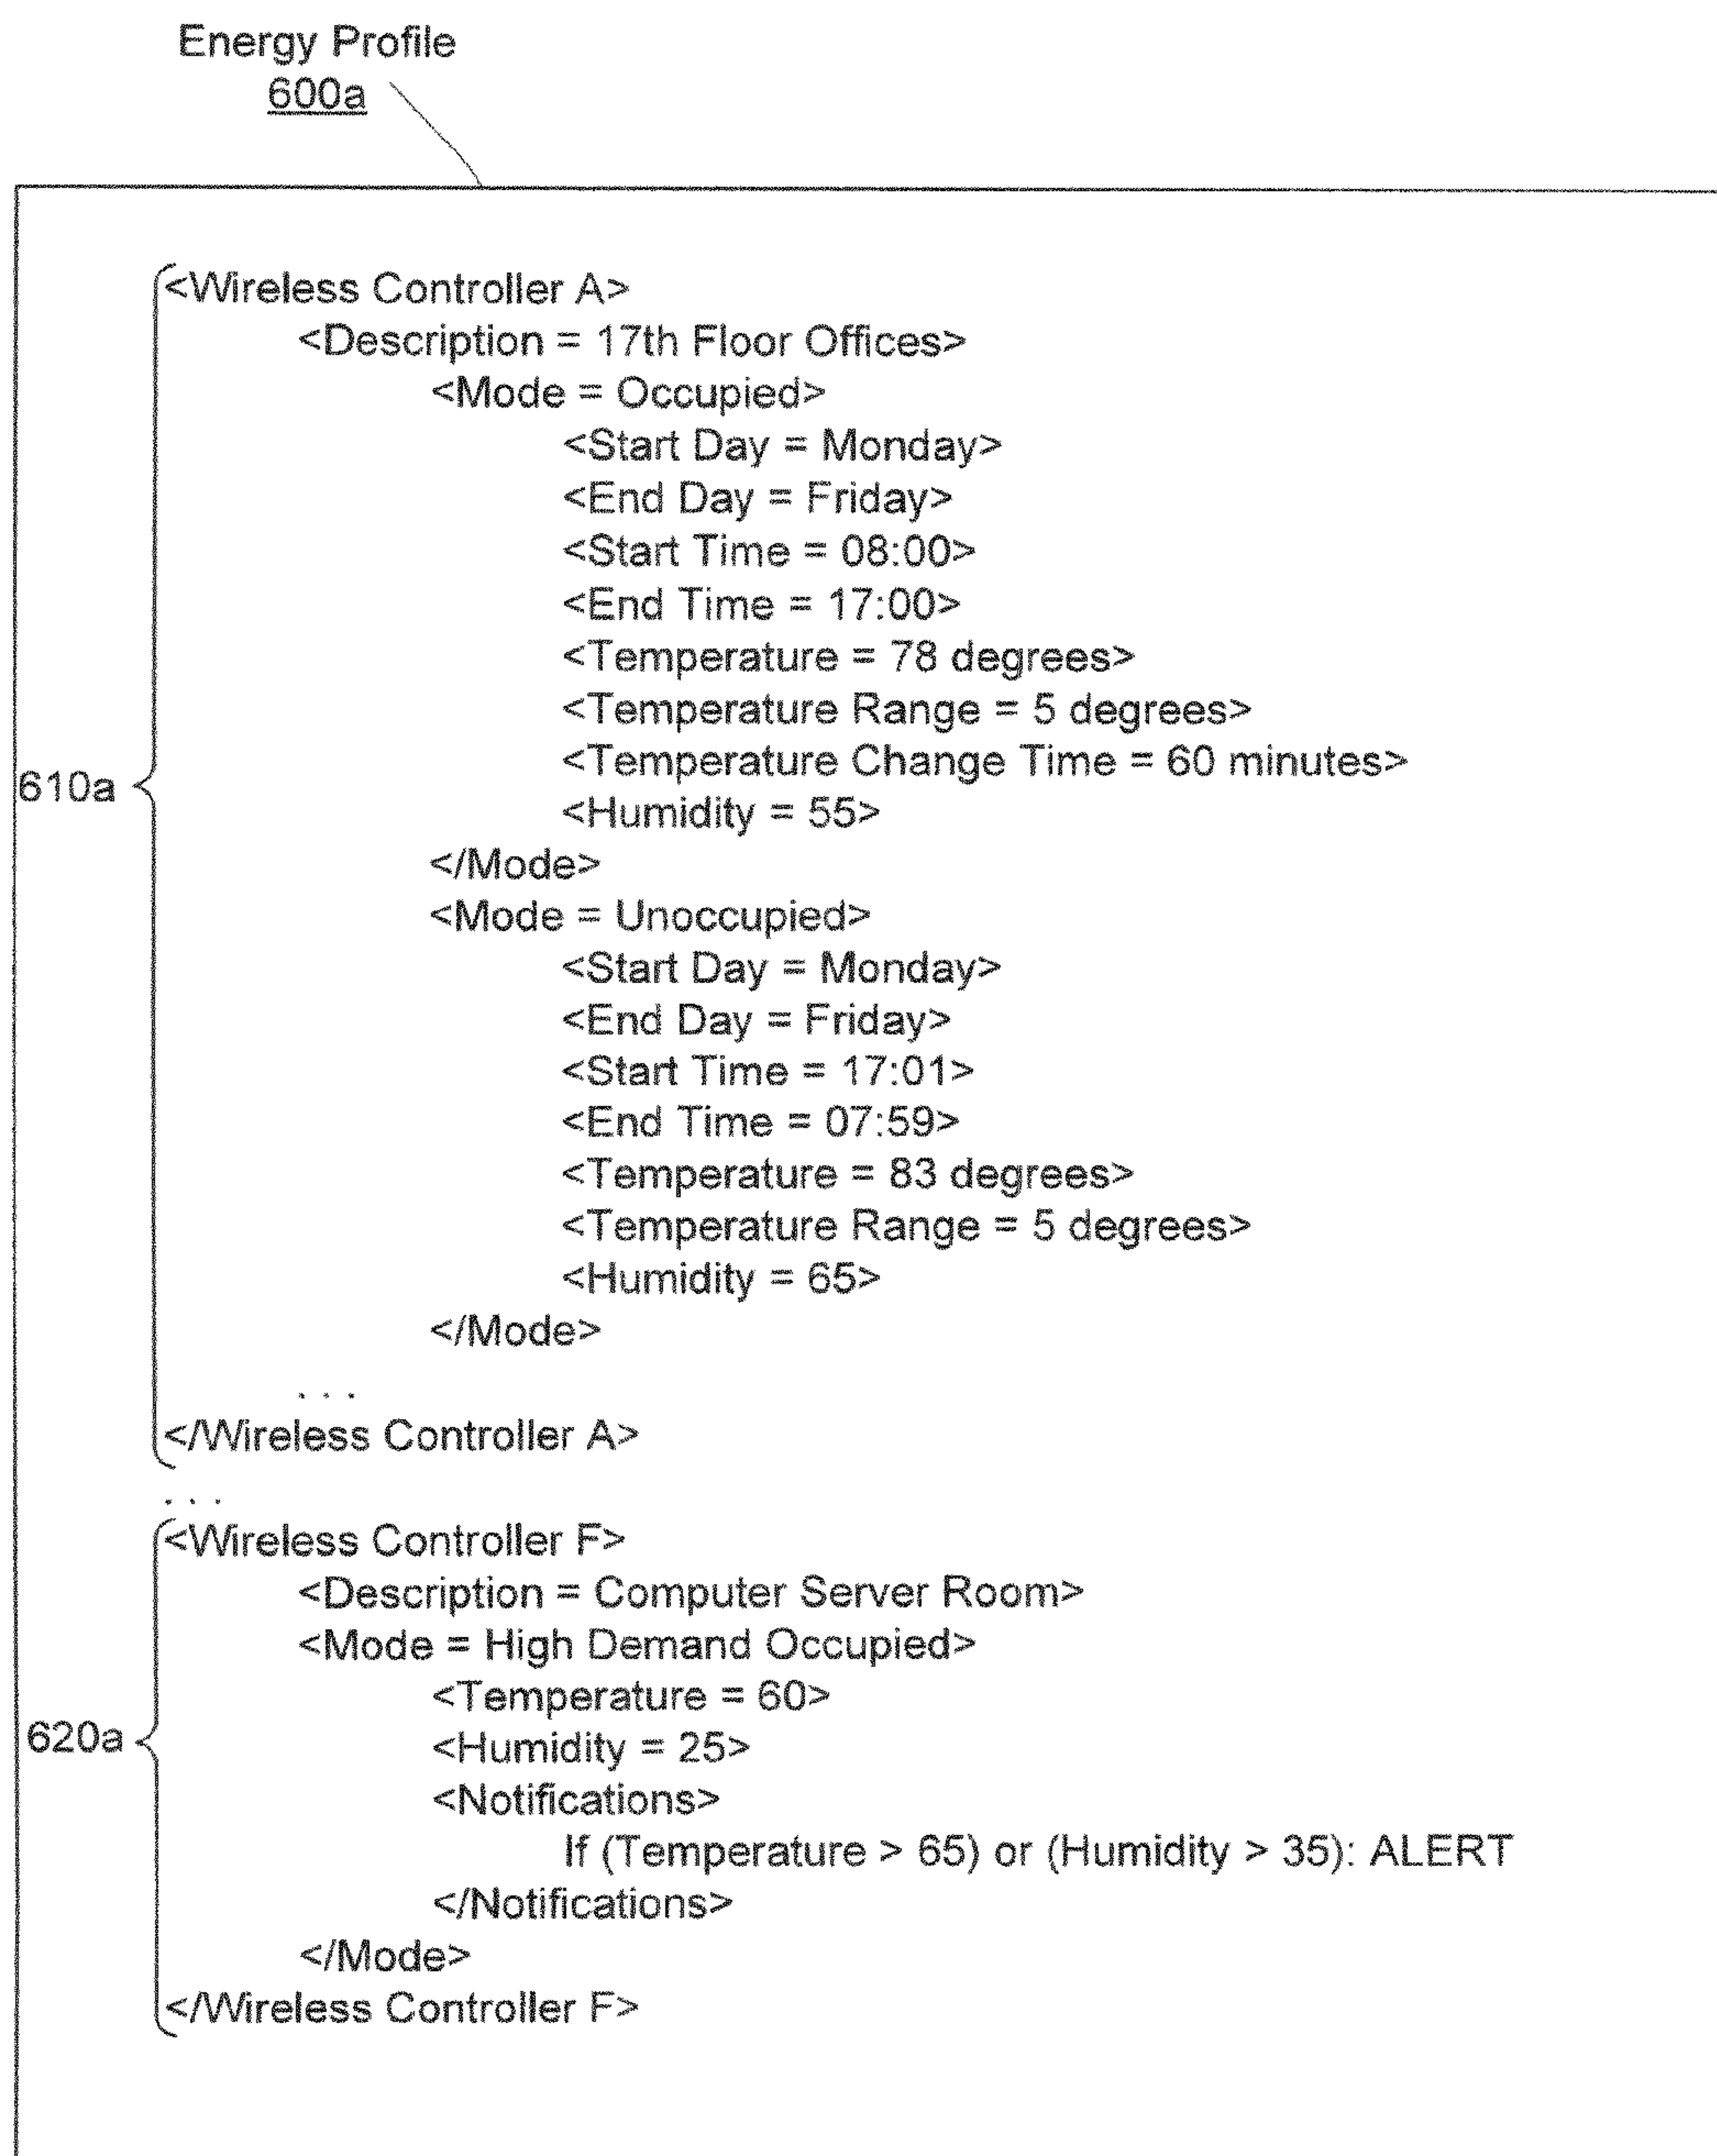 Energy Profile
600a
<Wireless Controller A>
<Description = 17th Floor Offices>
<Mode = Occupied>
<Start Day = Monday>
<End Day = Friday>
<Start Time = 08:00>
<End Time = 17:00>
<Temperature = 78 degrees>
<Temperature Range = 5 degrees>
<Temperature Change Time = 60 minutes>
610a
<Humidity = 55>
</Mode>
<Mode = Unoccupied>
<Start Day = Monday>
<End Day = Friday>
<Start Time = 17:01>
<End Time = 07:59>
<Temperature = 83 degrees>
<Temperature Range = 5 degrees>
<Humidity = 65>
</Mode>
. . .
</Wireless Controller A>
. . .
<Wireless Controller F>
<Description = Computer Server Room>
<Mode = High Demand Occupied>
<Temperature = 60>
620a
<Humidity = 25>
<Notifications>
If (Temperature > 65) or (Humidity > 35): ALERT
</Notifications>
</Mode>
</Wireless Controller F>